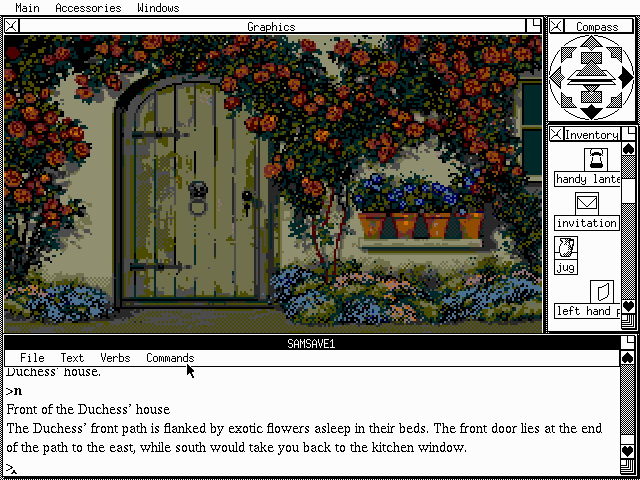 Main Accessories Windows
Graphics
Compass
Inventory
handy lante
invitation
jug
left hand p
SAMSAVE1
File Text Verbs Commands
Duchess' house.
>n
Front of the Duchess' house
The Duchess' front path is flanked by exotic flowers asleep in their beds. The front door lies at the end
of the path to the east, while south would take you back to the kitchen window.
>